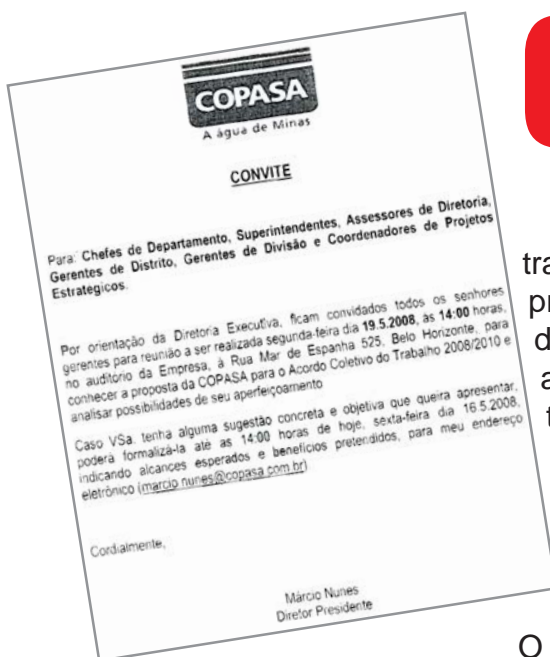 COPASA
A água de Minas
CONVITE
Para: Chefes de Departamento, Superintendentes, Assessores de Diretoria,
Gerentes de Distrito, Gerentes de Divisão e Coordenadores de Projetos
Estrategicos.
Por orientação da Diretoria Executiva, ficam convidados todos os senhores
gerentes para reunião a ser realizada segunda-feira dia 19.5.2008, as 14:00 horas,
no auditório da Empresa, à Rua Mar de Espanha 525, Belo Horizonte, para
conhecer a proposta da COPASA para o Acordo Coletivo do Trabalho 2008/2010 e
analisar possibilidades de seu aperfeiçoamento
Caso VSa. tenha alguma sugestão concreta e objetiva que queira apresentar,
poderá formalizá-la até as 14:00 horas de hoje, sexta-feira dia 16.5.2008,
indicando alcances esperados e benefícios pretendidos, para meu endereço
eletrônico (marcio.nunes@copasa.com.br)
Cordialmente,
Márcio Nunes
Diretor Presidente
tra
pr
d
a
t
O